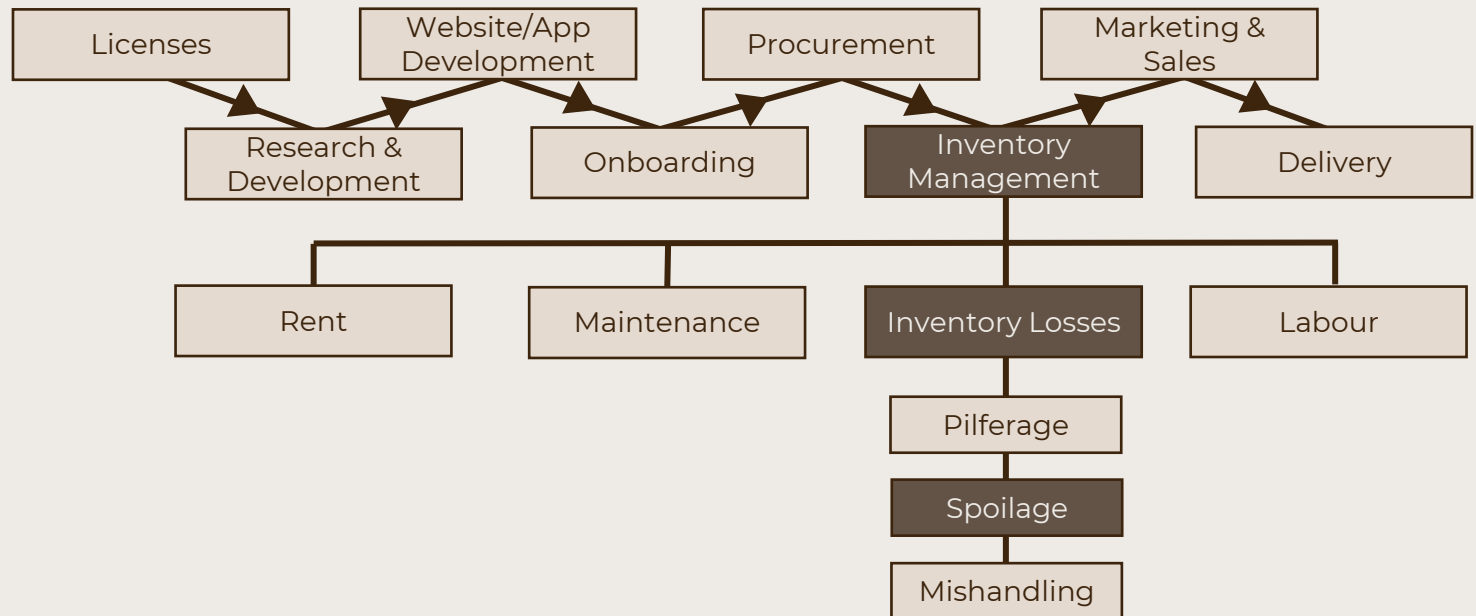 Licenses
Website/App
Development
Procurement
Marketing &
Sales
Research &
Development
Onboarding
Inventory
Management
Delivery
Rent
Maintenance
Inventory Losses
Labour
Pilferage
Spoilage
Mishandling